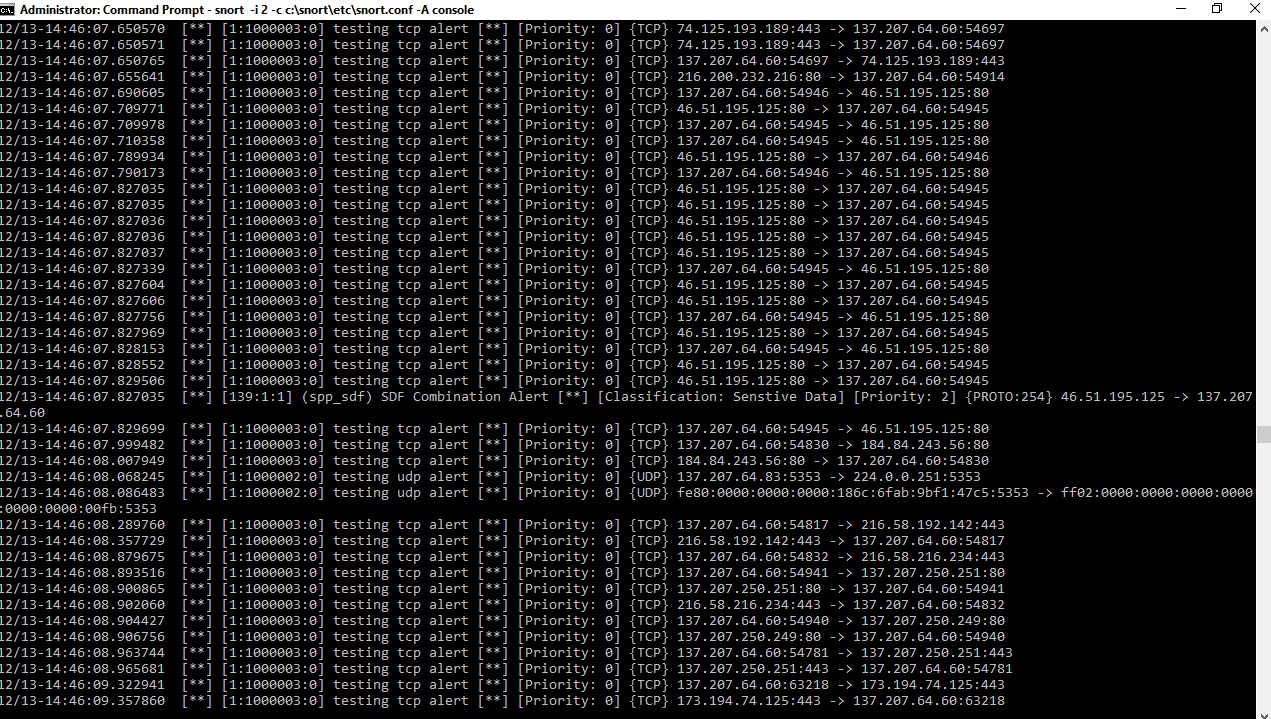 Administrator: Command Prompt - snort  -i 2 -c c:\snort\etc\snort.conf -A console
12/13-14:46:07.650570  [**] [1:1000003:0] testing tcp alert [**] [Priority: 0] {TCP} 74.125.193.189:443 -> 137.207.64.60:54697
12/13-14:46:07.650571  [**] [1:1000003:0] testing tcp alert [**] [Priority: 0] {TCP} 74.125.193.189:443 -> 137.207.64.60:54697
12/13-14:46:07.650765  [**] [1:1000003:0] testing tcp alert [**] [Priority: 0] {TCP} 137.207.64.60:54697 -> 74.125.193.189:443
12/13-14:46:07.655641  [**] [1:1000003:0] testing tcp alert [**] [Priority: 0] {TCP} 216.200.232.216:80 -> 137.207.64.60:54914
12/13-14:46:07.690605  [**] [1:1000003:0] testing tcp alert [**] [Priority: 0] {TCP} 137.207.64.60:54946 -> 46.51.195.125:80
12/13-14:46:07.709771  [**] [1:1000003:0] testing tcp alert [**] [Priority: 0] {TCP} 46.51.195.125:80 -> 137.207.64.60:54945
12/13-14:46:07.709978  [**] [1:1000003:0] testing tcp alert [**] [Priority: 0] {TCP} 137.207.64.60:54945 -> 46.51.195.125:80
12/13-14:46:07.710358  [**] [1:1000003:0] testing tcp alert [**] [Priority: 0] {TCP} 137.207.64.60:54945 -> 46.51.195.125:80
12/13-14:46:07.789934  [**] [1:1000003:0] testing tcp alert [**] [Priority: 0] {TCP} 46.51.195.125:80 -> 137.207.64.60:54946
12/13-14:46:07.790173  [**] [1:1000003:0] testing tcp alert [**] [Priority: 0] {TCP} 137.207.64.60:54946 -> 46.51.195.125:80
12/13-14:46:07.827035  [**] [1:1000003:0] testing tcp alert [**] [Priority: 0] {TCP} 46.51.195.125:80 -> 137.207.64.60:54945
12/13-14:46:07.827035  [**] [1:1000003:0] testing tcp alert [**] [Priority: 0] {TCP} 46.51.195.125:80 -> 137.207.64.60:54945
12/13-14:46:07.827036  [**] [1:1000003:0] testing tcp alert [**] [Priority: 0] {TCP} 46.51.195.125:80 -> 137.207.64.60:54945
12/13-14:46:07.827036  [**] [1:1000003:0] testing tcp alert [**] [Priority: 0] {TCP} 46.51.195.125:80 -> 137.207.64.60:54945
12/13-14:46:07.827037  [**] [1:1000003:0] testing tcp alert [**] [Priority: 0] {TCP} 46.51.195.125:80 -> 137.207.64.60:54945
12/13-14:46:07.827339  [**] [1:1000003:0] testing tcp alert [**] [Priority: 0] {TCP} 137.207.64.60:54945 -> 46.51.195.125:80
12/13-14:46:07.827604  [**] [1:1000003:0] testing tcp alert [**] [Priority: 0] {TCP} 46.51.195.125:80 -> 137.207.64.60:54945
12/13-14:46:07.827606  [**] [1:1000003:0] testing tcp alert [**] [Priority: 0] {TCP} 46.51.195.125:80 -> 137.207.64.60:54945
12/13-14:46:07.827756  [**] [1:1000003:0] testing tcp alert [**] [Priority: 0] {TCP} 137.207.64.60:54945 -> 46.51.195.125:80
12/13-14:46:07.827969  [**] [1:1000003:0] testing tcp alert [**] [Priority: 0] {TCP} 46.51.195.125:80 -> 137.207.64.60:54945
12/13-14:46:07.828153  [**] [1:1000003:0] testing tcp alert [**] [Priority: 0] {TCP} 137.207.64.60:54945 -> 46.51.195.125:80
12/13-14:46:07.828552  [**] [1:1000003:0] testing tcp alert [**] [Priority: 0] {TCP} 46.51.195.125:80 -> 137.207.64.60:54945
12/13-14:46:07.829506  [**] [1:1000003:0] testing tcp alert [**] [Priority: 0] {TCP} 46.51.195.125:80 -> 137.207.64.60:54945
12/13-14:46:07.827035  [**] [139:1:1] (spp_sdf) SDF Combination Alert [**] [Classification: Senstive Data] [Priority: 2] {PROTO:254} 46.51.195.125 -> 137.207
.64.60
12/13-14:46:07.829699  [**] [1:1000003:0] testing tcp alert [**] [Priority: 0] {TCP} 137.207.64.60:54945 -> 46.51.195.125:80
12/13-14:46:07.999482  [**] [1:1000003:0] testing tcp alert [**] [Priority: 0] {TCP} 137.207.64.60:54830 -> 184.84.243.56:80
12/13-14:46:08.007949  [**] [1:1000003:0] testing tcp alert [**] [Priority: 0] {TCP} 184.84.243.56:80 -> 137.207.64.60:54830
12/13-14:46:08.068245  [**] [1:1000002:0] testing udp alert [**] [Priority: 0] {UDP} 137.207.64.83:5353 -> 224.0.0.251:5353
12/13-14:46:08.086483  [**] [1:1000002:0] testing udp alert [**] [Priority: 0] {UDP} fe80:0000:0000:0000:186c:6fab:9bf1:47c5:5353 -> ff02:0000:0000:0000:0000
:0000:0000:00fb:5353
12/13-14:46:08.289760  [**] [1:1000003:0] testing tcp alert [**] [Priority: 0] {TCP} 137.207.64.60:54817 -> 216.58.192.142:443
12/13-14:46:08.357729  [**] [1:1000003:0] testing tcp alert [**] [Priority: 0] {TCP} 216.58.192.142:443 -> 137.207.64.60:54817
12/13-14:46:08.879675  [**] [1:1000003:0] testing tcp alert [**] [Priority: 0] {TCP} 137.207.64.60:54832 -> 216.58.216.234:443
12/13-14:46:08.893516  [**] [1:1000003:0] testing tcp alert [**] [Priority: 0] {TCP} 137.207.64.60:54941 -> 137.207.250.251:80
12/13-14:46:08.900865  [**] [1:1000003:0] testing tcp alert [**] [Priority: 0] {TCP} 137.207.250.251:80 -> 137.207.64.60:54941
12/13-14:46:08.902060  [**] [1:1000003:0] testing tcp alert [**] [Priority: 0] {TCP} 216.58.216.234:443 -> 137.207.64.60:54832
12/13-14:46:08.904427  [**] [1:1000003:0] testing tcp alert [**] [Priority: 0] {TCP} 137.207.64.60:54940 -> 137.207.250.249:80
12/13-14:46:08.906756  [**] [1:1000003:0] testing tcp alert [**] [Priority: 0] {TCP} 137.207.250.249:80 -> 137.207.64.60:54940
12/13-14:46:08.963744  [**] [1:1000003:0] testing tcp alert [**] [Priority: 0] {TCP} 137.207.64.60:54781 -> 137.207.250.251:443
12/13-14:46:08.965681  [**] [1:1000003:0] testing tcp alert [**] [Priority: 0] {TCP} 137.207.250.251:443 -> 137.207.64.60:54781
12/13-14:46:09.322941  [**] [1:1000003:0] testing tcp alert [**] [Priority: 0] {TCP} 137.207.64.60:63218 -> 173.194.74.125:443
12/13-14:46:09.357860  [**] [1:1000003:0] testing tcp alert [**] [Priority: 0] {TCP} 173.194.74.125:443 -> 137.207.64.60:63218